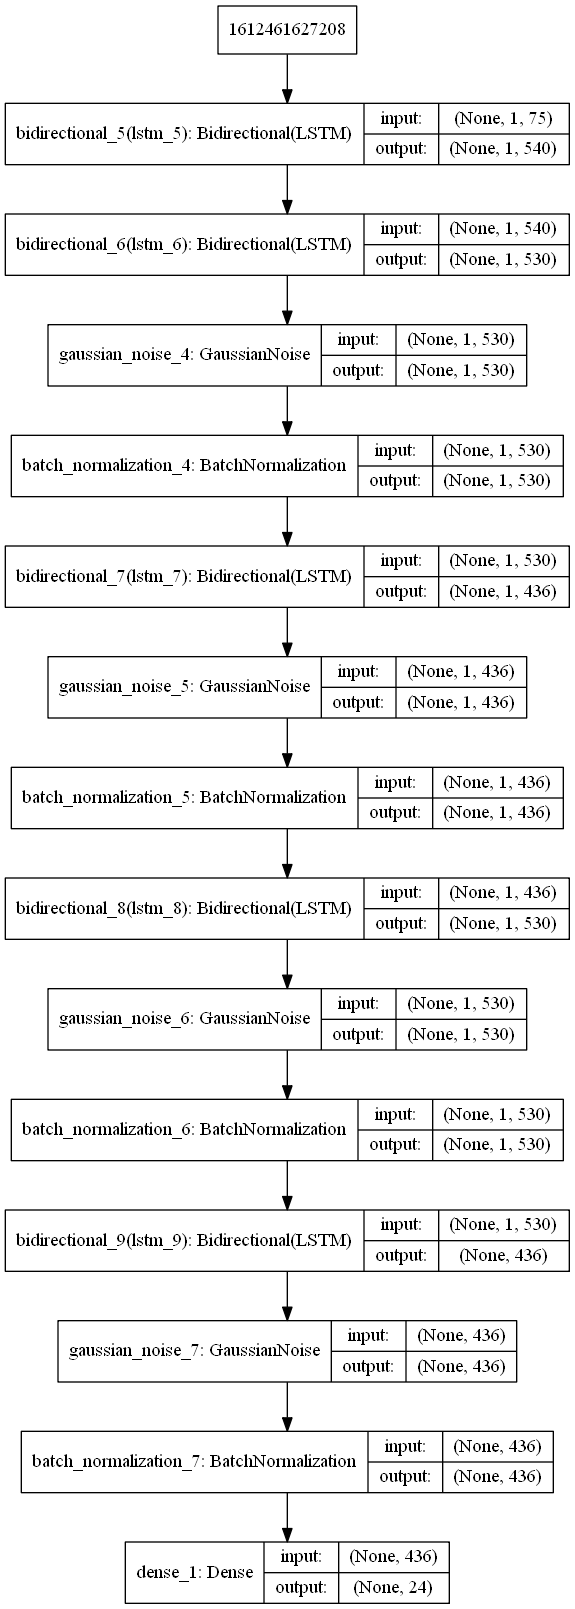 1612461627208
bidirectional_5(lstm_5): Bidirectional(LSTM) input: (None, 1, 75)
output: (None, 1, 540)
bidirectional_6(lstm_6): Bidirectional(LSTM) input: (None, 1, 540)
output: (None, 1, 530)
gaussian_noise_4: GaussianNoise input: (None, 1, 530)
output: (None, 1, 530)
batch_normalization_4: BatchNormalization input: (None, 1, 530)
output: (None, 1, 530)
bidirectional_7(lstm_7): Bidirectional(LSTM) input: (None, 1, 530)
output: (None, 1, 436)
gaussian_noise_5: GaussianNoise input: (None, 1, 436)
output: (None, 1, 436)
batch_normalization_5: BatchNormalization input: (None, 1, 436)
output: (None, 1, 436)
bidirectional_8(lstm_8): Bidirectional(LSTM) input: (None, 1, 436)
output: (None, 1, 530)
gaussian_noise_6: GaussianNoise input: (None, 1, 530)
output: (None, 1, 530)
batch_normalization_6: BatchNormalization input: (None, 1, 530)
output: (None, 1, 530)
bidirectional_9(lstm_9): Bidirectional(LSTM) input: (None, 1, 530)
output: (None, 436)
gaussian_noise_7: GaussianNoise input: (None, 436)
output: (None, 436)
batch_normalization_7: BatchNormalization input: (None, 436)
output: (None, 436)
dense_1: Dense input: (None, 436)
output: (None, 24)